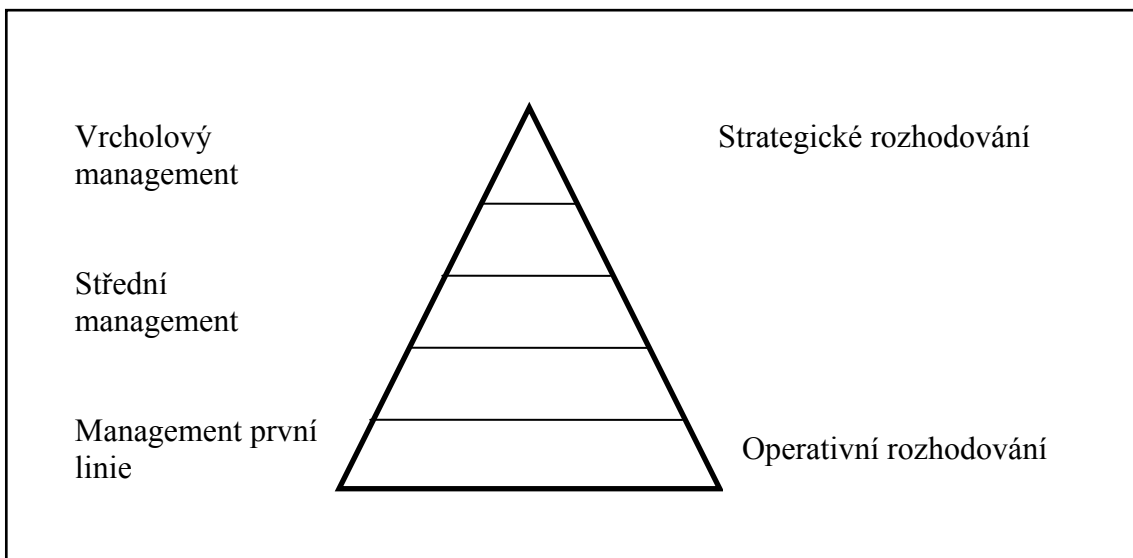 Vrcholový
management
Strategické rozhodování
Střední
management
Management první
linie
Operativní rozhodování